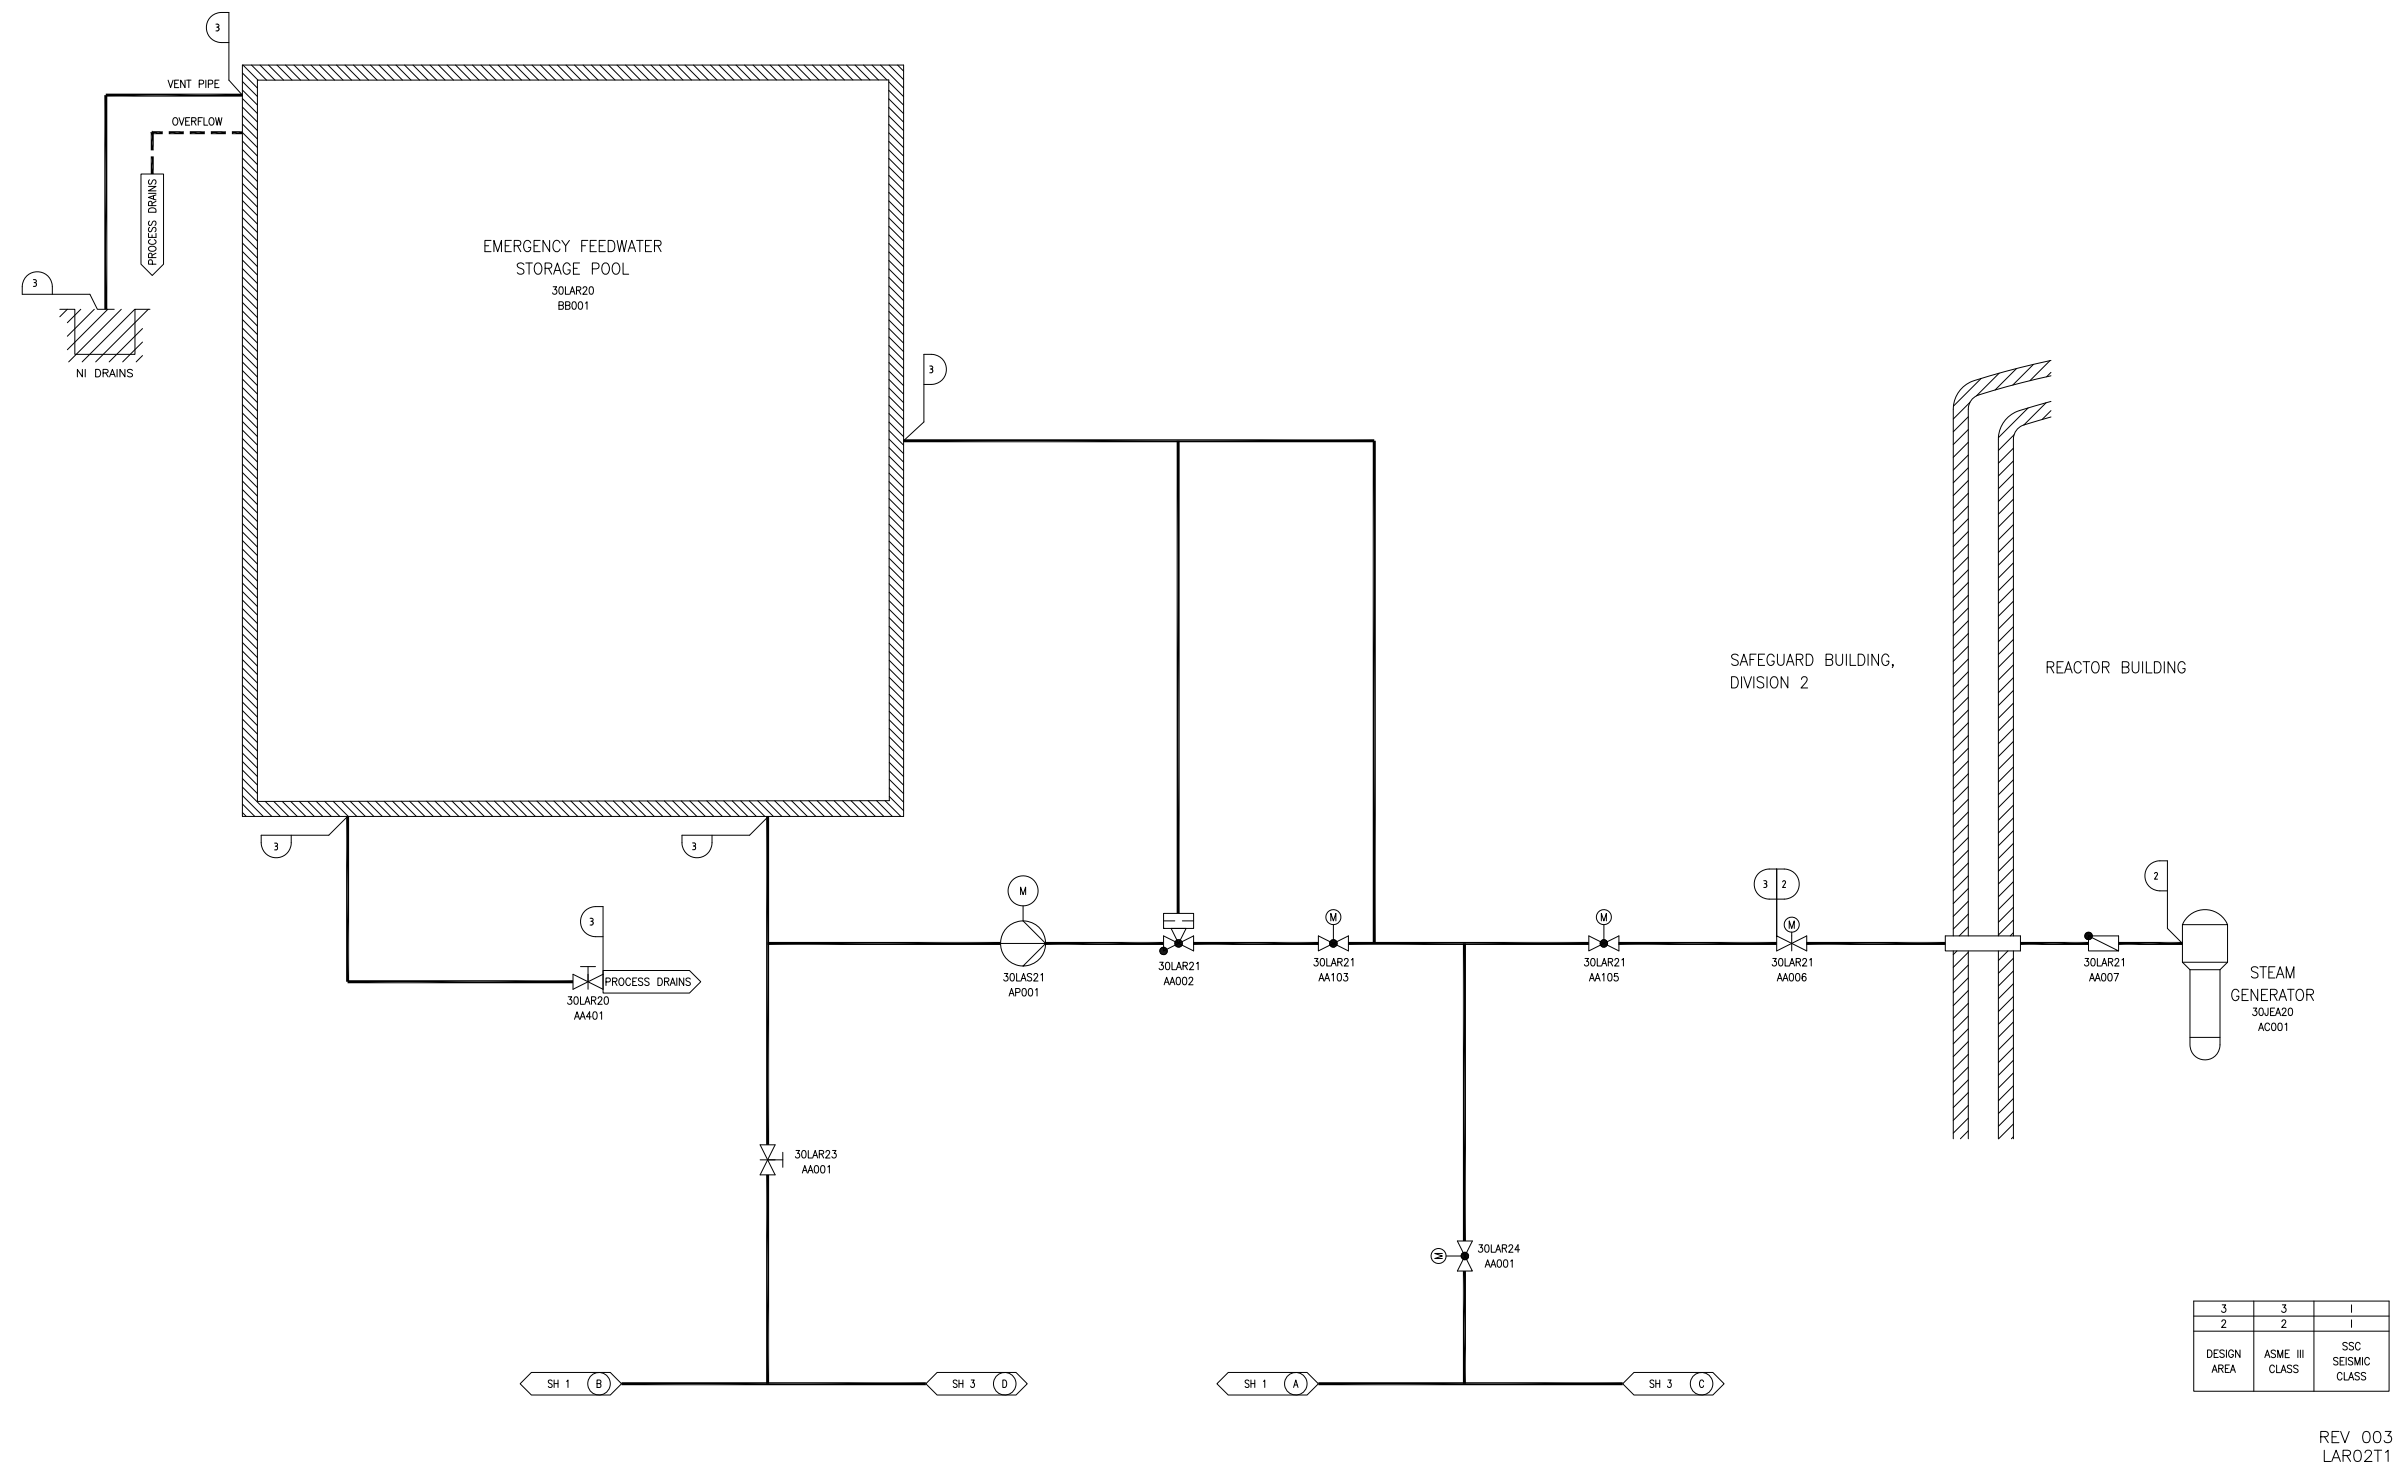 3
VENT PIPE
OVERFLOW
PROCESS DRAINS
3
NI DRAINS
EMERGENCY FEEDWATER
STORAGE POOL
30LAR20
BB001
3
SAFEGUARD BUILDING,
DIVISION 2
REACTOR BUILDING
3
3
3
PROCESS DRAINS
30LAR20
AA401
M
30LAS21
AP001
30LAR21
AA002
M
30LAR21
AA103
M
30LAR21
AA105
3 2
M
30LAR21
AA006
30LAR21
AA007
2
STEAM
GENERATOR
30JEA20
AC001
30LAR23
AA001
M
30LAR24
AA001
SH 1 B
SH 3 D
SH 1 A
SH 3 C
3 3 I
2 2 I
DESIGN
AREA
ASME III
CLASS
SSC
SEISMIC
CLASS
REV 003
LAR02T1